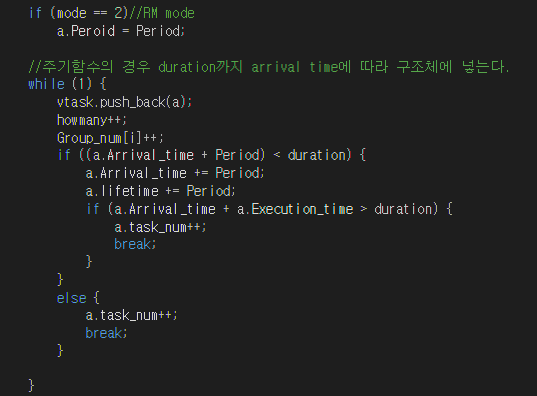 if (mode == 2)//RM mode
a.Peroid = Period;
//주기함수의 경우 duration까지 arrival time에 따라 구조체에 넣는다.
while (1) {
vtask.push_back(a);
howmany++;
Group_num[i]++;
if ((a.Arrival_time + Period) < duration) {
a.Arrival_time += Period;
a.lifetime += Period;
if (a.Arrival_time + a.Execution_time > duration) {
a.task_num++;
break;
}
}
else {
a.task_num++;
break;
}
}